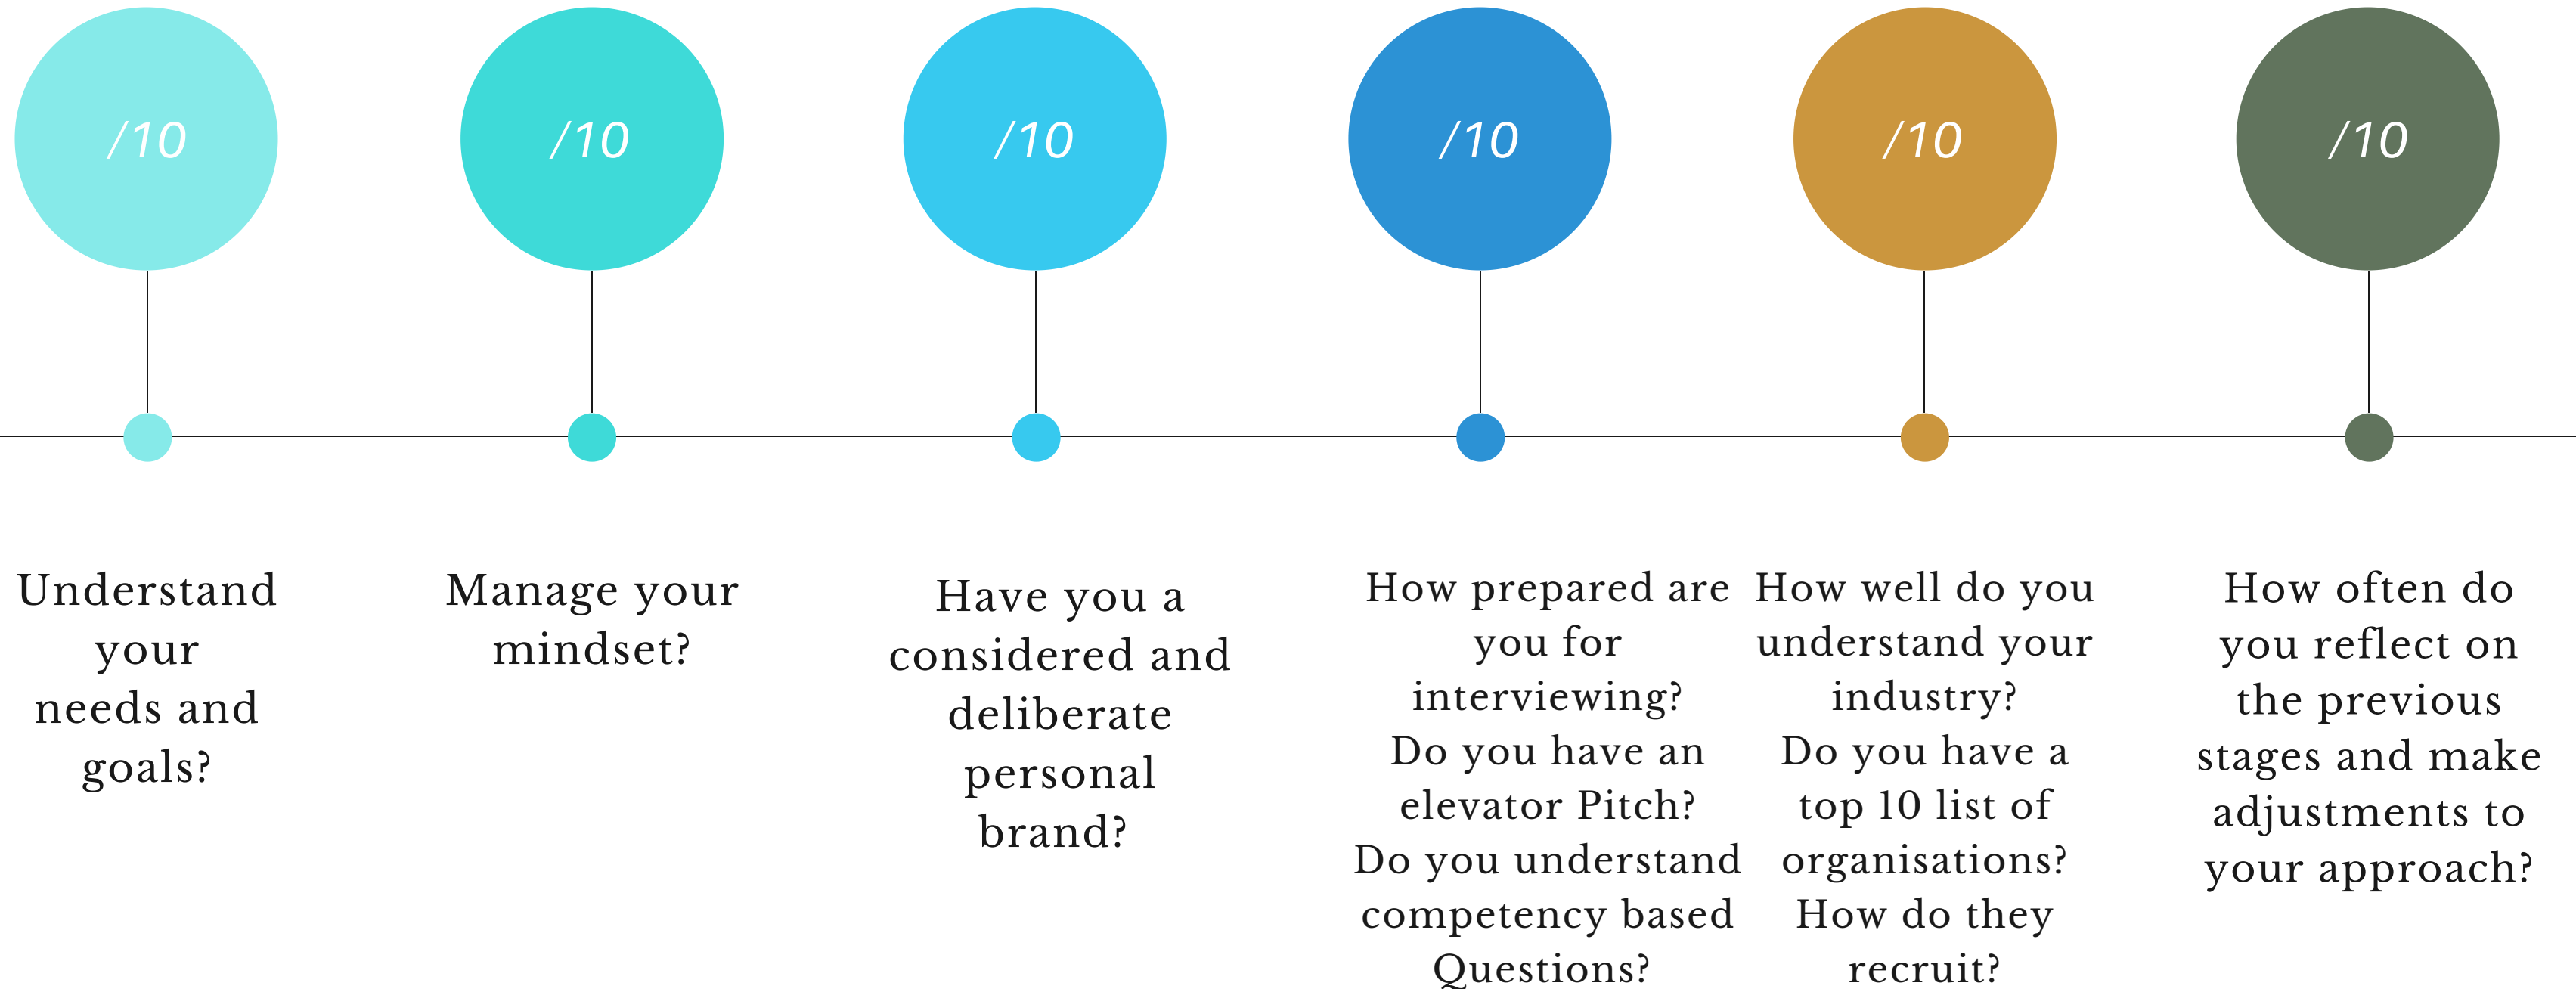 /10
/10
/10
/10
/10
/10
Understand
your
needs and
goals?
Manage your
mindset?
Have you a
considered and
deliberate
personal
brand?
How prepared are
you for
interviewing?
Do you have an
elevator Pitch?
Do you understand
competency based
Questions?
How well do you
understand your
industry?
Do you have a
top 10 list of
organisations?
How do they
recruit?
How often do
you reflect on
the previous
stages and make
adjustments to
your approach?